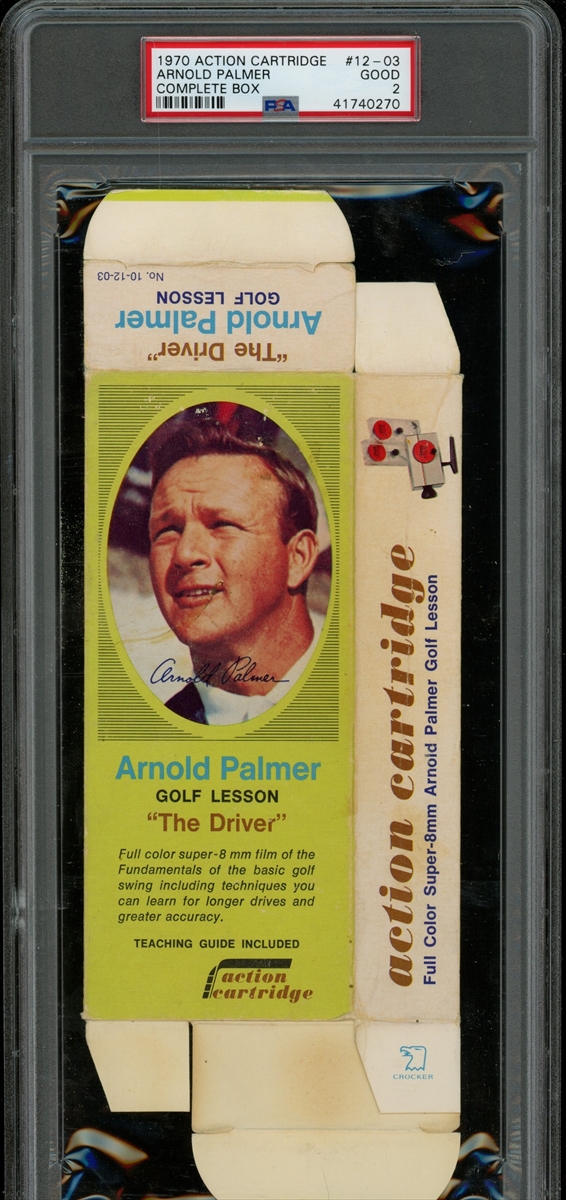 1970 ACTION CARTRIDGE #12-03
ARNOLD PALMER GOOD
COMPLETE BOX 2
PSA 41740270
No. 10-12-03
GOLF LESSON
Arnold Palmer
"The Driver"
Arnold Palmer
Arnold Palmer
GOLF LESSON
"The Driver"
Full color super-8 mm film of the
Fundamentals of the basic golf
swing including techniques you
can learn for longer drives and
greater accuracy.
TEACHING GUIDE INCLUDED
action
cartridge
action cartridge
Full Color Super-8mm Arnold Palmer Golf Lesson
CROCKER